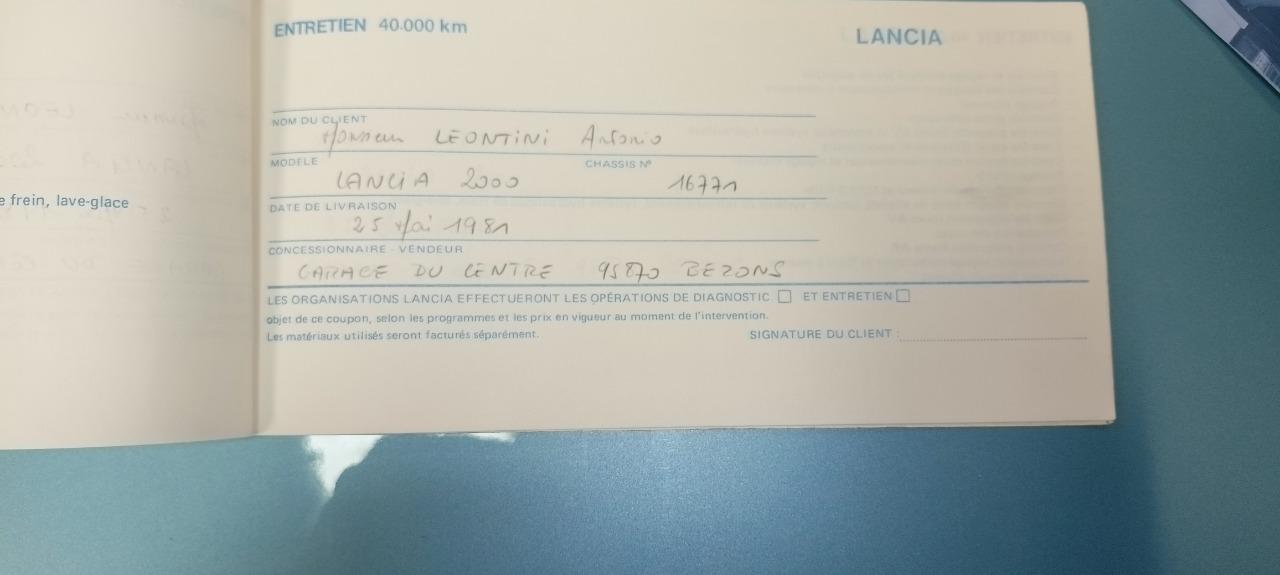 ENTRETIEN 40.000 km
LANCIA
NOM DU CLIENT
Monsieur LEONTINI Antonio
MODELE CHASSIS Nº
LANCIA 2000 16771
DATE DE LIVRAISON
25 Mai 1981
CONCESSIONNAIRE - VENDEUR
GARAGE DU CENTRE 95870 BEZONS
LES ORGANISATIONS LANCIA EFFECTUERONT LES OPÉRATIONS DE DIAGNOSTIC ET ENTRETIEN
objet de ce coupon, selon les programmes et les prix en vigueur au moment de l'intervention.
Les matériaux utilisés seront facturés séparément.
SIGNATURE DU CLIENT :
frein, lave-glace